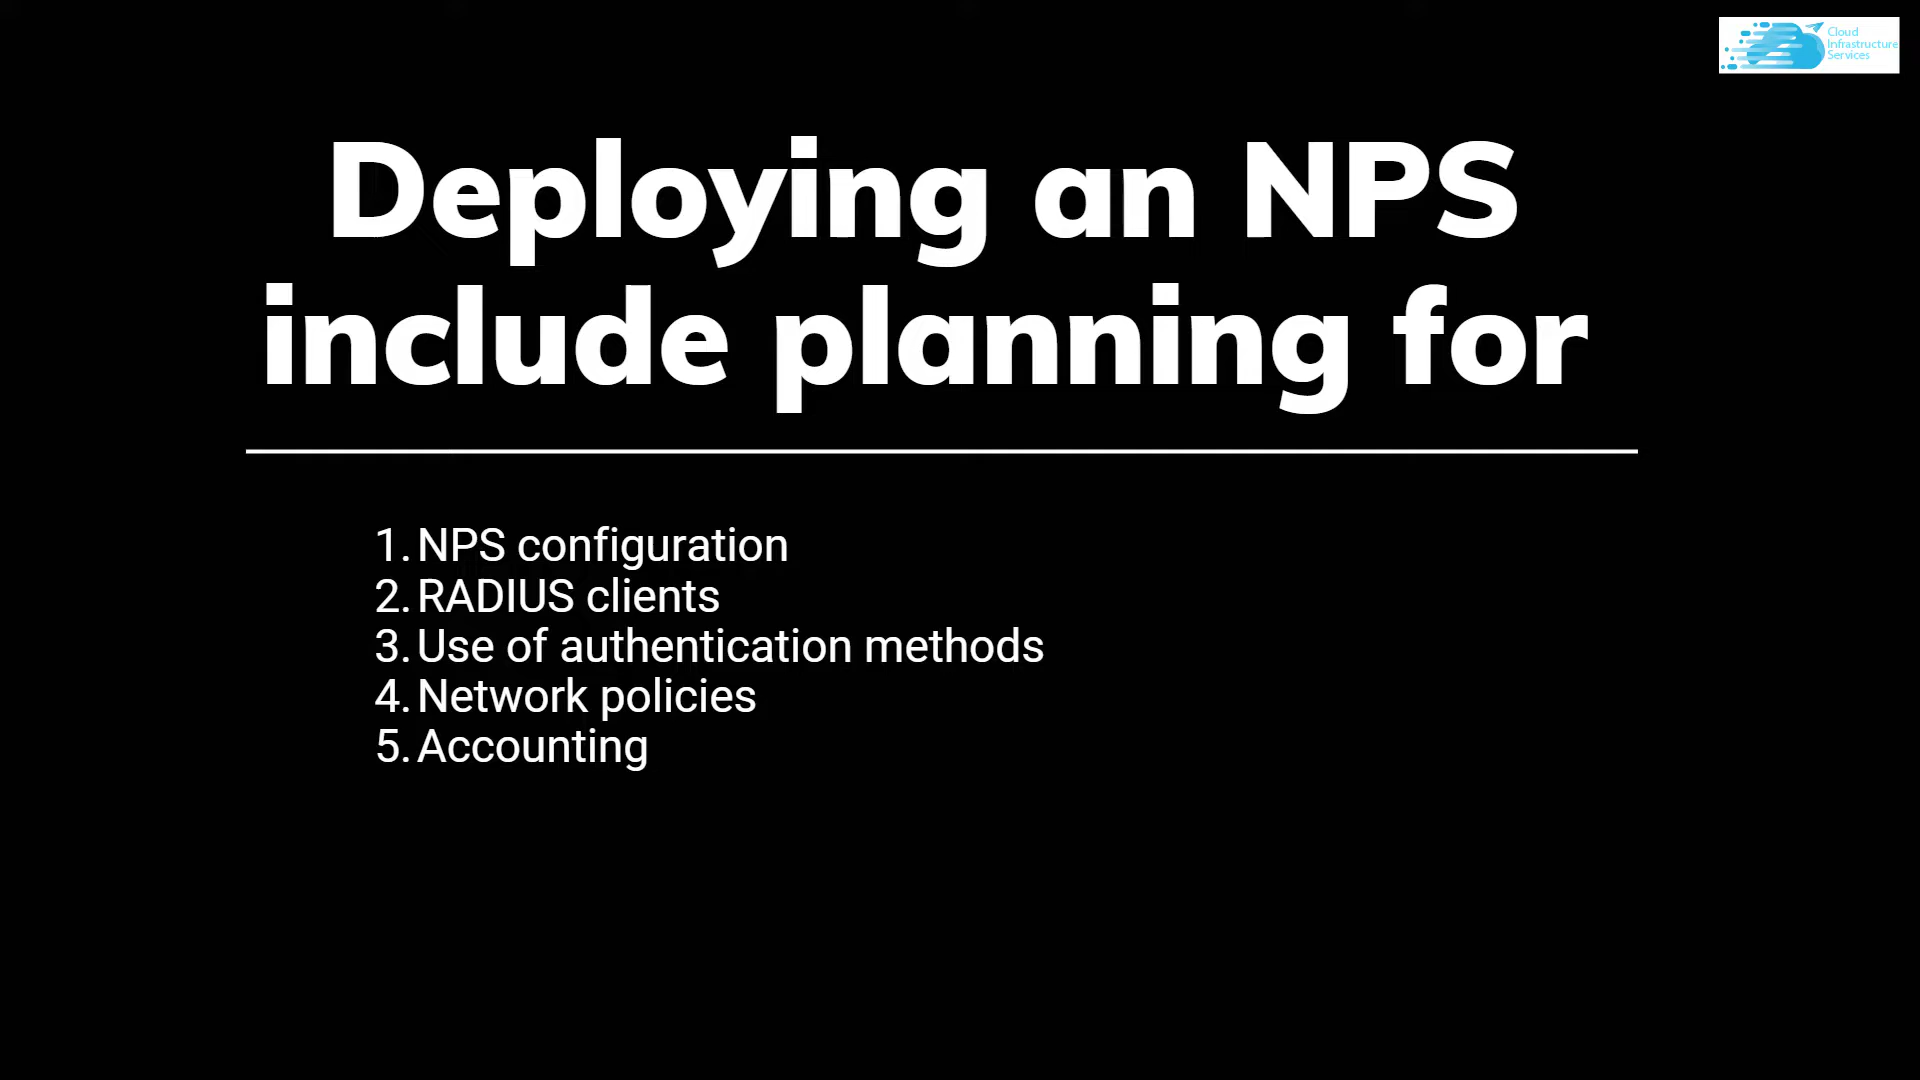 Cloud
Infrastructure
Services
Deploying an NPS
include planning for
1. NPS configuration
2. RADIUS clients
3. Use of authentication methods
4. Network policies
5. Accounting